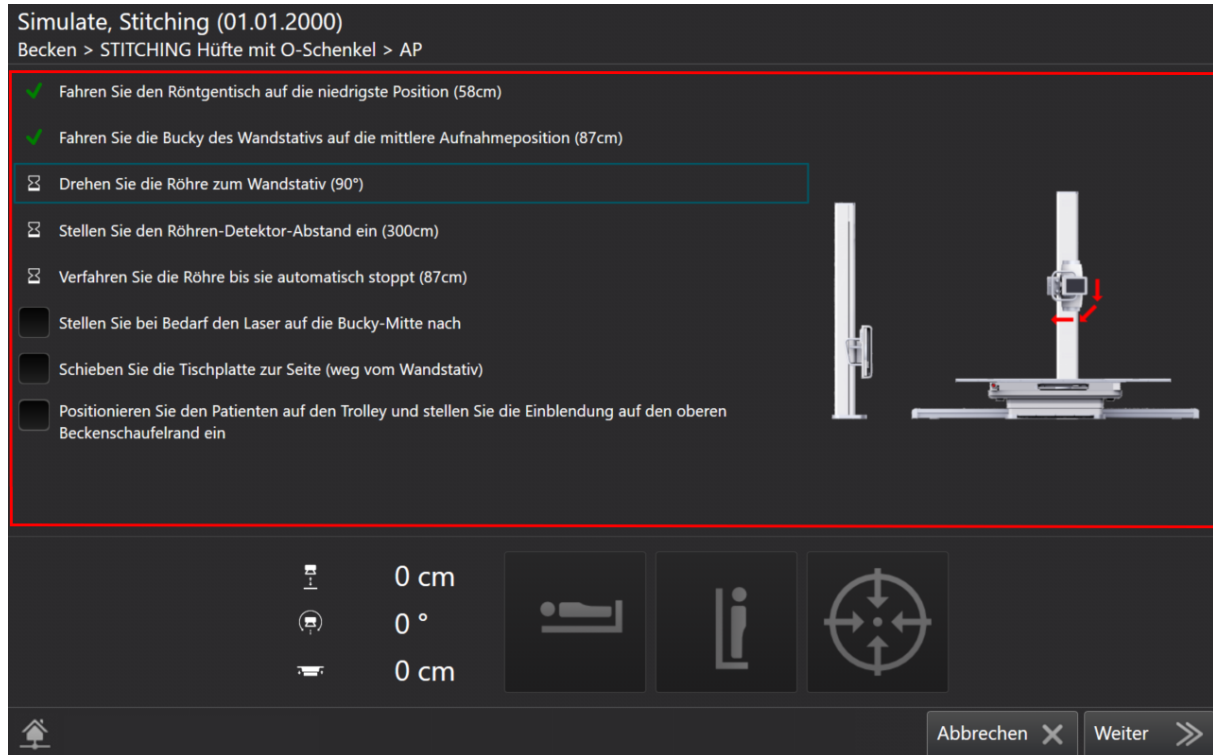 Simulate, Stitching (01.01.2000)
Becken > STITCHING Hüfte mit O-Schenkel > AP
Fahren Sie den Röntgentisch auf die niedrigste Position (58cm)
Fahren Sie die Bucky des Wandstativs auf die mittlere Aufnahmeposition (87cm)
Drehen Sie die Röhre zum Wandstativ (90°)
Stellen Sie den Röhren-Detektor-Abstand ein (300cm)
Verfahren Sie die Röhre bis sie automatisch stoppt (87cm)
Stellen Sie bei Bedarf den Laser auf die Bucky-Mitte nach
Schieben Sie die Tischplatte zur Seite (weg vom Wandstativ)
Positionieren Sie den Patienten auf den Trolley und stellen Sie die Einblendung auf den oberen
Beckenschaufelrand ein
0 cm
0 °
0 cm
Abbrechen
Weiter